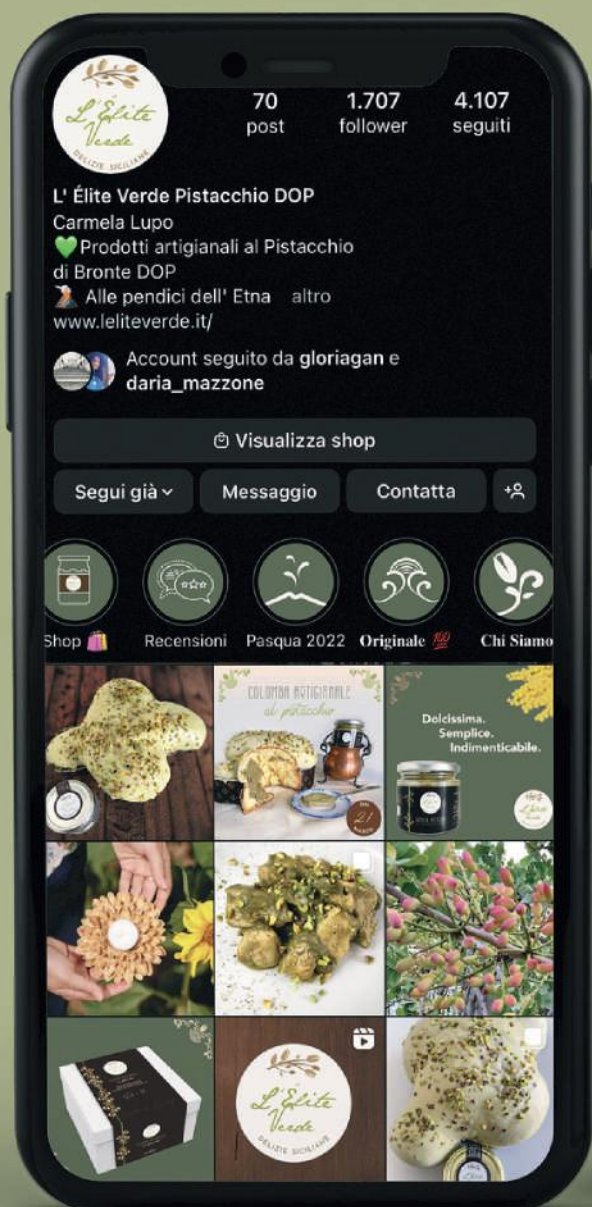 L'Élite
Verde
DELIZIE SICILIANE
70
post
1.707
follower
4.107
seguiti
L' Élite Verde Pistacchio DOP
Carmela Lupo
💚Prodotti artigianali al Pistacchio
di Bronte DOP
🌋 Alle pendici dell' Etna altro
www.leliteverde.it/
Account seguito da gloriagan e
daria_mazzone
Visualizza shop
Segui già
Messaggio
Contatta
Shop 🛍️
Recensioni
Pasqua 2022
Originale 💯
Chi Siamo
COLOMBA ARTIGIANALE
al pistacchio
21
Dolcissima.
Semplice.
Indimenticabile.
L'Élite
Verde
DELIZIE SICILIANE